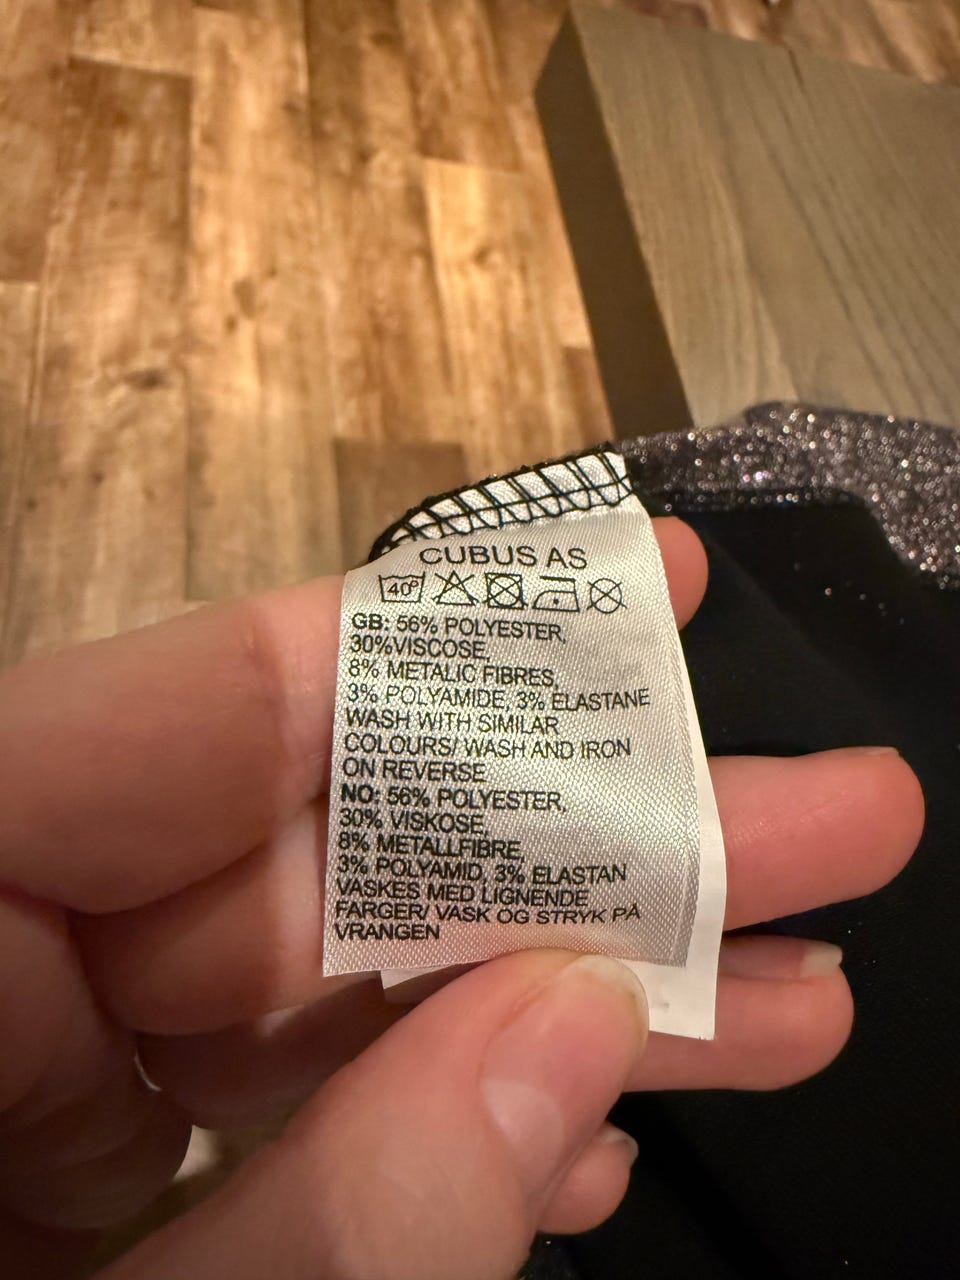 CUBUS AS
40°
GB: 56% POLYESTER,
30%VISCOSE,
8% METALIC FIBRES,
3% POLYAMIDE, 3% ELASTANE
WASH WITH SIMILAR
COLOURS/ WASH AND IRON
ON REVERSE
NO: 56% POLYESTER,
30% VISKOSE,
8% METALLFIBRE,
3% POLYAMID, 3% ELASTAN
VASKES MED LIGNENDE
FARGER/ VASK OG STRYK PÅ
VRANGEN